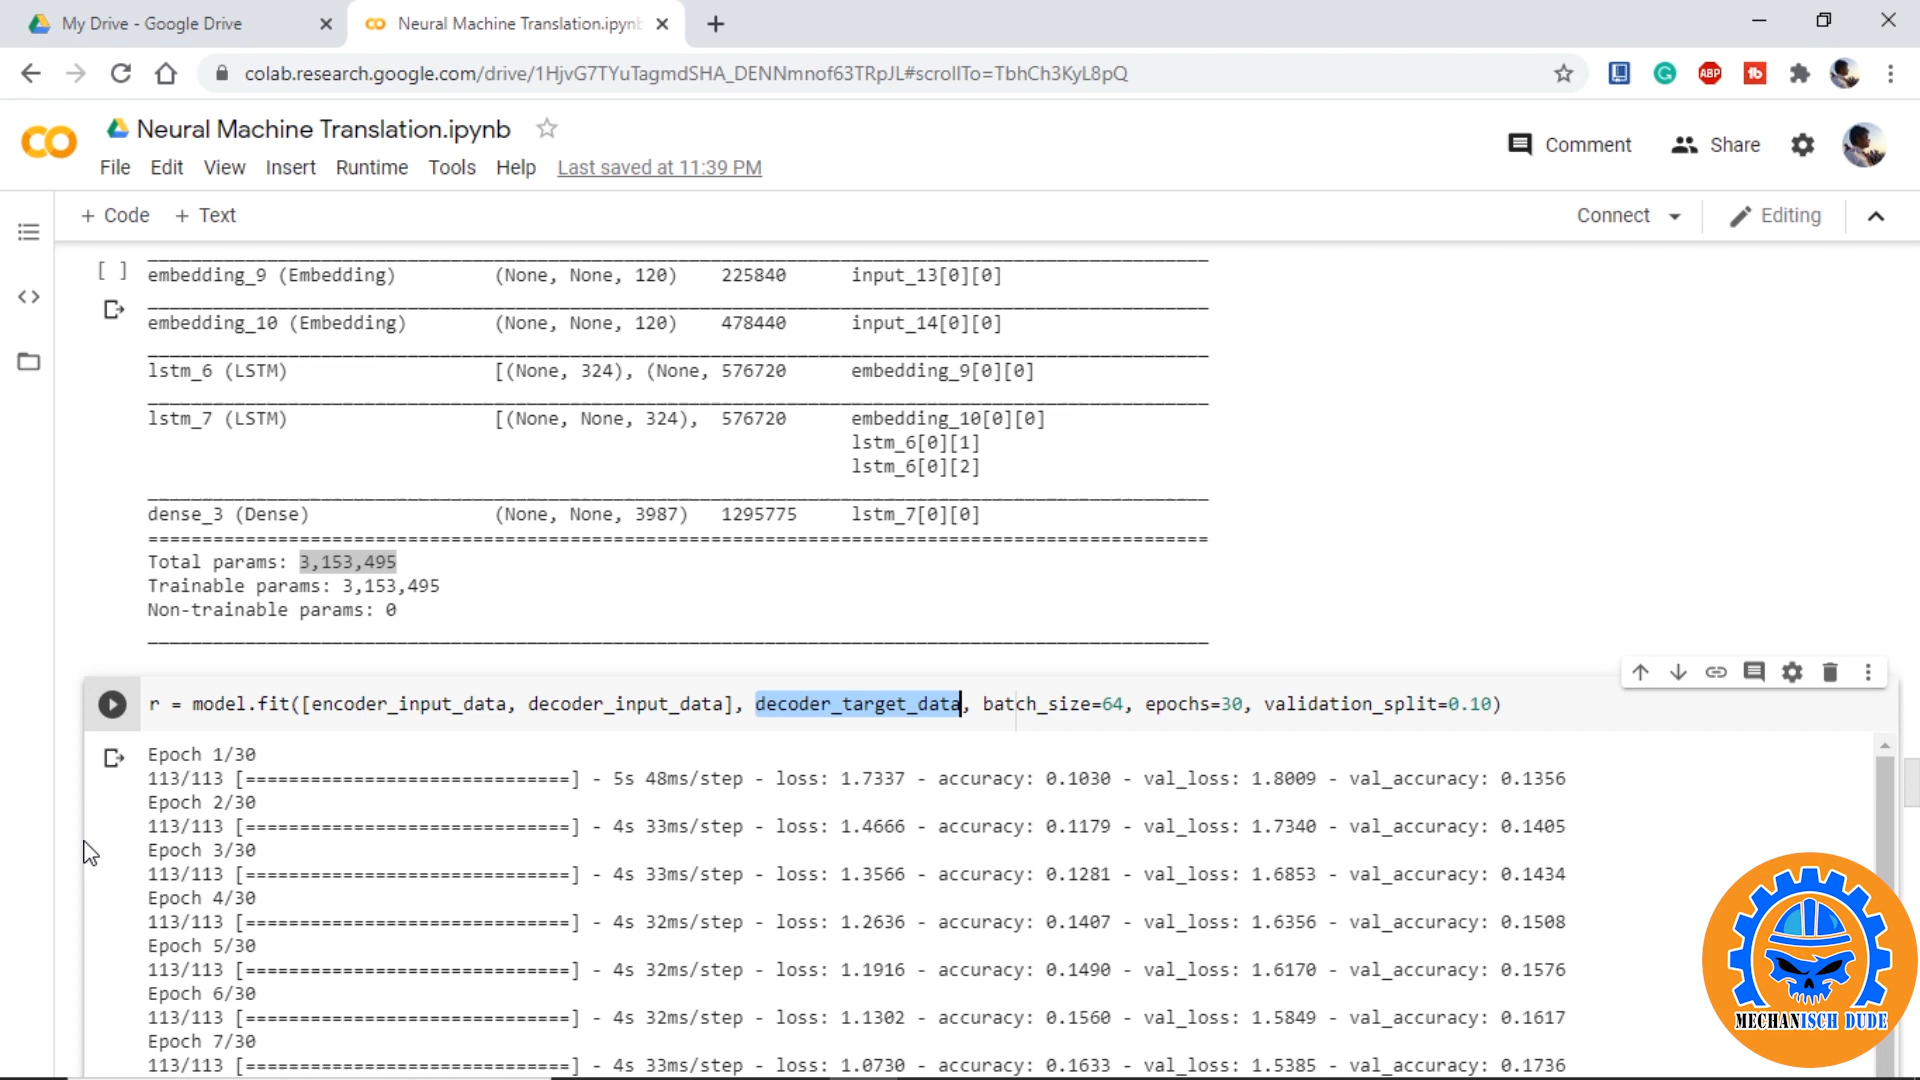 My Drive - Google Drive
Neural Machine Translation.ipynb
colab.research.google.com/drive/1HjvG7TYuTagmdSHA_DENNmnof63TRpJL#scrollTo=TbhCh3KyL8pQ
ABP
Neural Machine Translation.ipynb
Comment
Share
File Edit View Insert Runtime Tools Help Last saved at 11:39 PM
+ Code + Text
Connect
Editing
[ ]
embedding_9 (Embedding) (None, None, 120) 225840 input_13[0][0]
embedding_10 (Embedding) (None, None, 120) 478440 input_14[0][0]
lstm_6 (LSTM) [(None, 324), (None, 576720 embedding_9[0][0]
lstm_7 (LSTM) [(None, None, 324), 576720 embedding_10[0][0]
lstm_6[0][1]
lstm_6[0][2]
dense_3 (Dense) (None, None, 3987) 1295775 lstm_7[0][0]
Total params: 3,153,495
Trainable params: 3,153,495
Non-trainable params: 0
r = model.fit([encoder_input_data, decoder_input_data], decoder_target_data, batch_size=64, epochs=30, validation_split=0.10)
Epoch 1/30
113/113 [==============================] - 5s 48ms/step - loss: 1.7337 - accuracy: 0.1030 - val_loss: 1.8009 - val_accuracy: 0.1356
Epoch 2/30
113/113 [==============================] - 4s 33ms/step - loss: 1.4666 - accuracy: 0.1179 - val_loss: 1.7340 - val_accuracy: 0.1405
Epoch 3/30
113/113 [==============================] - 4s 33ms/step - loss: 1.3566 - accuracy: 0.1281 - val_loss: 1.6853 - val_accuracy: 0.1434
Epoch 4/30
113/113 [==============================] - 4s 32ms/step - loss: 1.2636 - accuracy: 0.1407 - val_loss: 1.6356 - val_accuracy: 0.1508
Epoch 5/30
113/113 [==============================] - 4s 32ms/step - loss: 1.1916 - accuracy: 0.1490 - val_loss: 1.6170 - val_accuracy: 0.1576
Epoch 6/30
113/113 [==============================] - 4s 32ms/step - loss: 1.1302 - accuracy: 0.1560 - val_loss: 1.5849 - val_accuracy: 0.1617
Epoch 7/30
113/113 [==============================] - 4s 33ms/step - loss: 1.0730 - accuracy: 0.1633 - val_loss: 1.5385 - val_accuracy: 0.1736
MECHANISCH DUDE